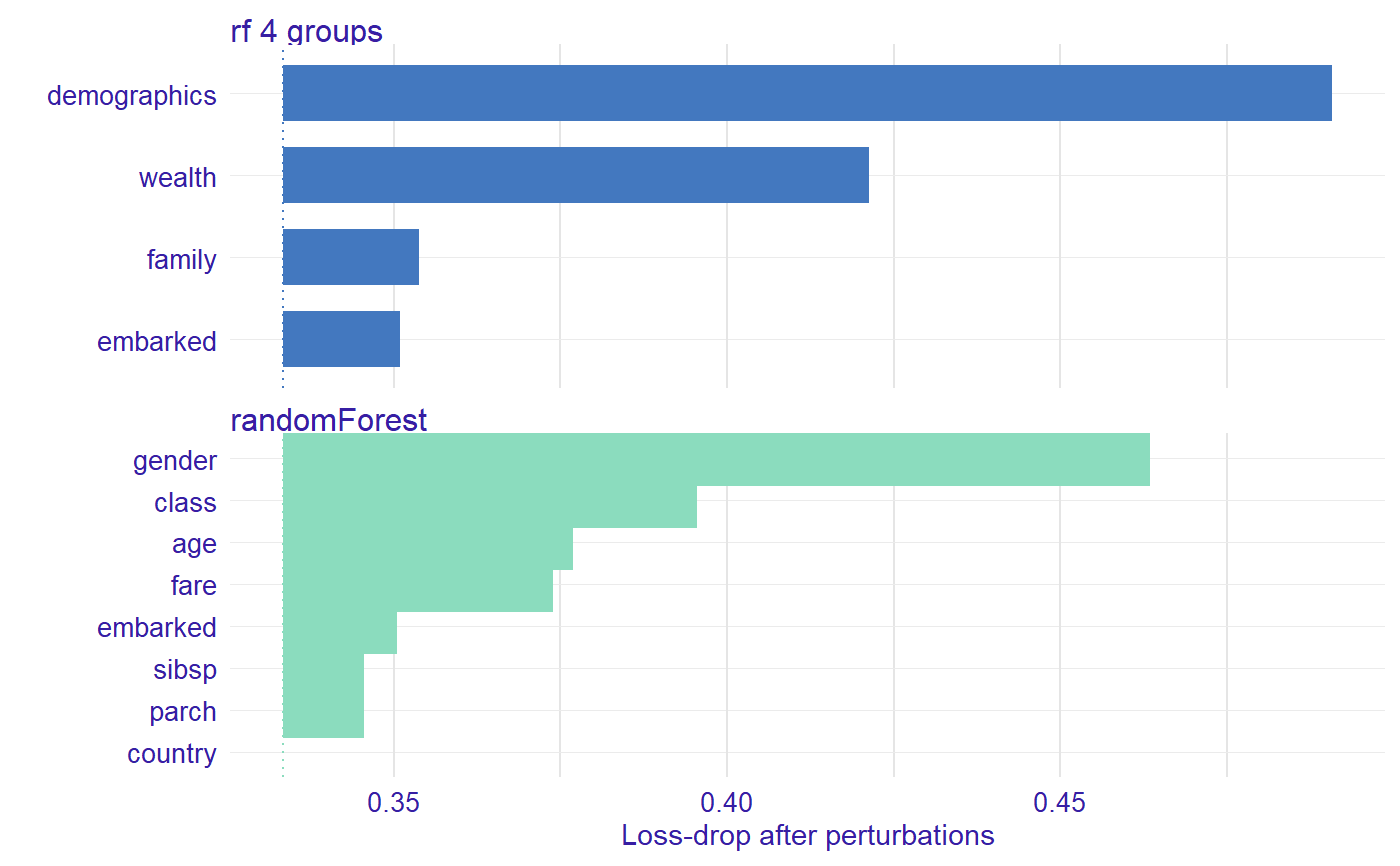 rf 4 groups
demographics
wealth
family
embarked
randomForest
gender
class
age
fare
embarked
sibsp
parch
country
0.35 0.40 0.45
Loss-drop after perturbations